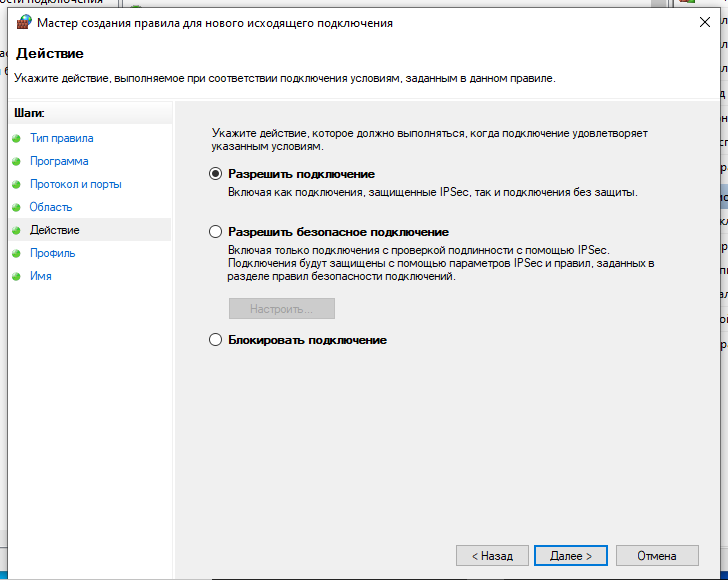 Мастер создания правила для нового исходящего подключения
Действие
Укажите действие, выполняемое при соответствии подключения условиям, заданным в данном правиле.
Шаги:
Тип правила
Программа
Протокол и порты
Область
Действие
Профиль
Имя
Укажите действие, которое должно выполняться, когда подключение удовлетворяет
указанным условиям.
Разрешить подключение
Включая как подключения, защищенные IPSec, так и подключения без защиты.
Разрешить безопасное подключение
Включая только подключения с проверкой подлинности с помощью IPSec.
Подключения будут защищены с помощью параметров IPSec и правил, заданных в
разделе правил безопасности подключений.
Настроить...
Блокировать подключение
< Назад
Далее >
Отмена